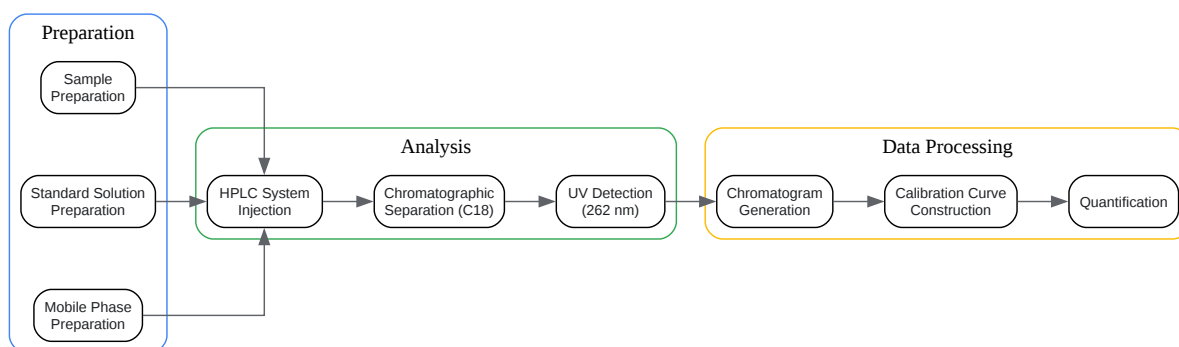 Preparation
Sample
Preparation
Standard Solution
Preparation
Mobile Phase
Preparation
Analysis
HPLC System
Injection
Chromatographic
Separation (C18)
UV Detection
(262 nm)
Data Processing
Chromatogram
Generation
Calibration Curve
Construction
Quantification